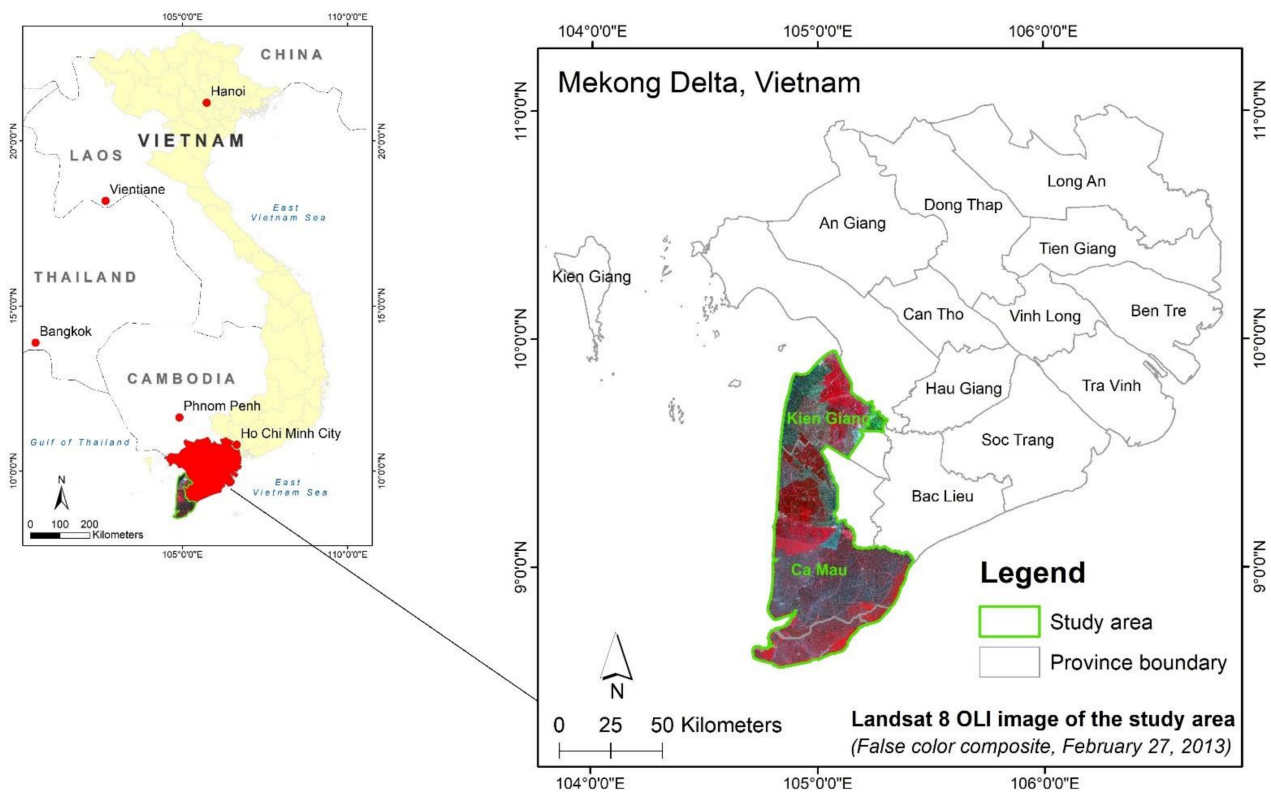 105°0'0"E 110°0'0"E
CHINA
Hanoi
VIETNAM
20°0'0"N 20°0'0"N
LAOS
Vientiane
East
Vietnam Sea
THAILAND
15°0'0"N 15°0'0"N
Bangkok
CAMBODIA
Phnom Penh
Ho Chi Minh City
Gulf of Thailand
10°0'0"N 10°0'0"N
East
Vietnam Sea
N
0 100 200
Kilometers
105°0'0"E 110°0'0"E
104°0'0"E 105°0'0"E 106°0'0"E
Mekong Delta, Vietnam
11°0'0"N 11°0'0"N
Long An
Dong Thap
An Giang
Tien Giang
Kien Giang
Can Tho
Vinh Long
Ben Tre
10°0'0"N 10°0'0"N
Hau Giang
Tra Vinh
Kien Giang
Soc Trang
Bac Lieu
9°0'0"N 9°0'0"N
Ca Mau
Legend
Study area
Province boundary
N
0 25 50 Kilometers
Landsat 8 OLI image of the study area
(False color composite, February 27, 2013)
104°0'0"E 105°0'0"E 106°0'0"E